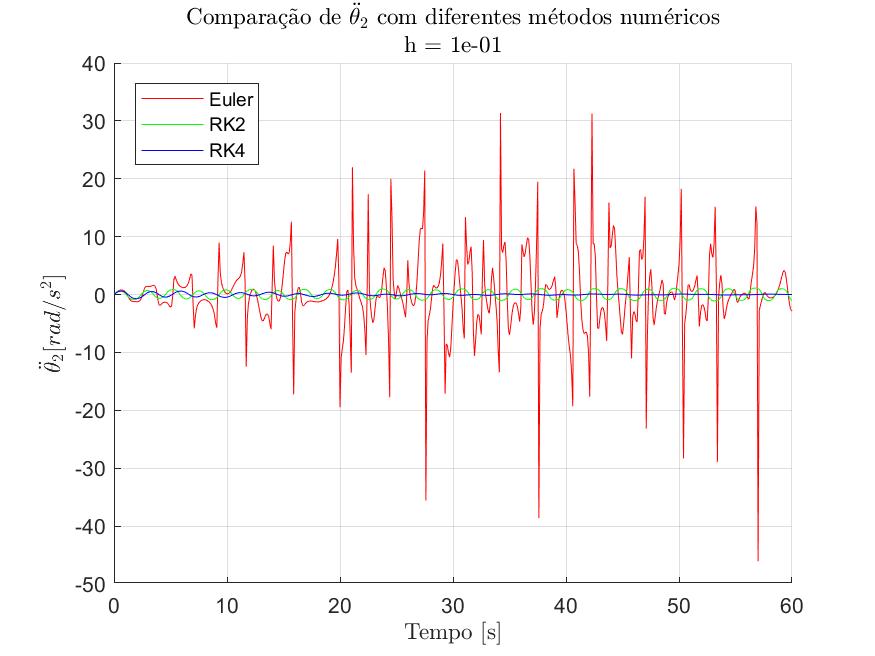 Comparação de θ̈₂ com diferentes métodos numéricos
h = 1e-01
40
30
20
10
0
-10
-20
-30
-40
-50
θ̈₂[rad/s²]
Euler
RK2
RK4
0 10 20 30 40 50 60
Tempo [s]